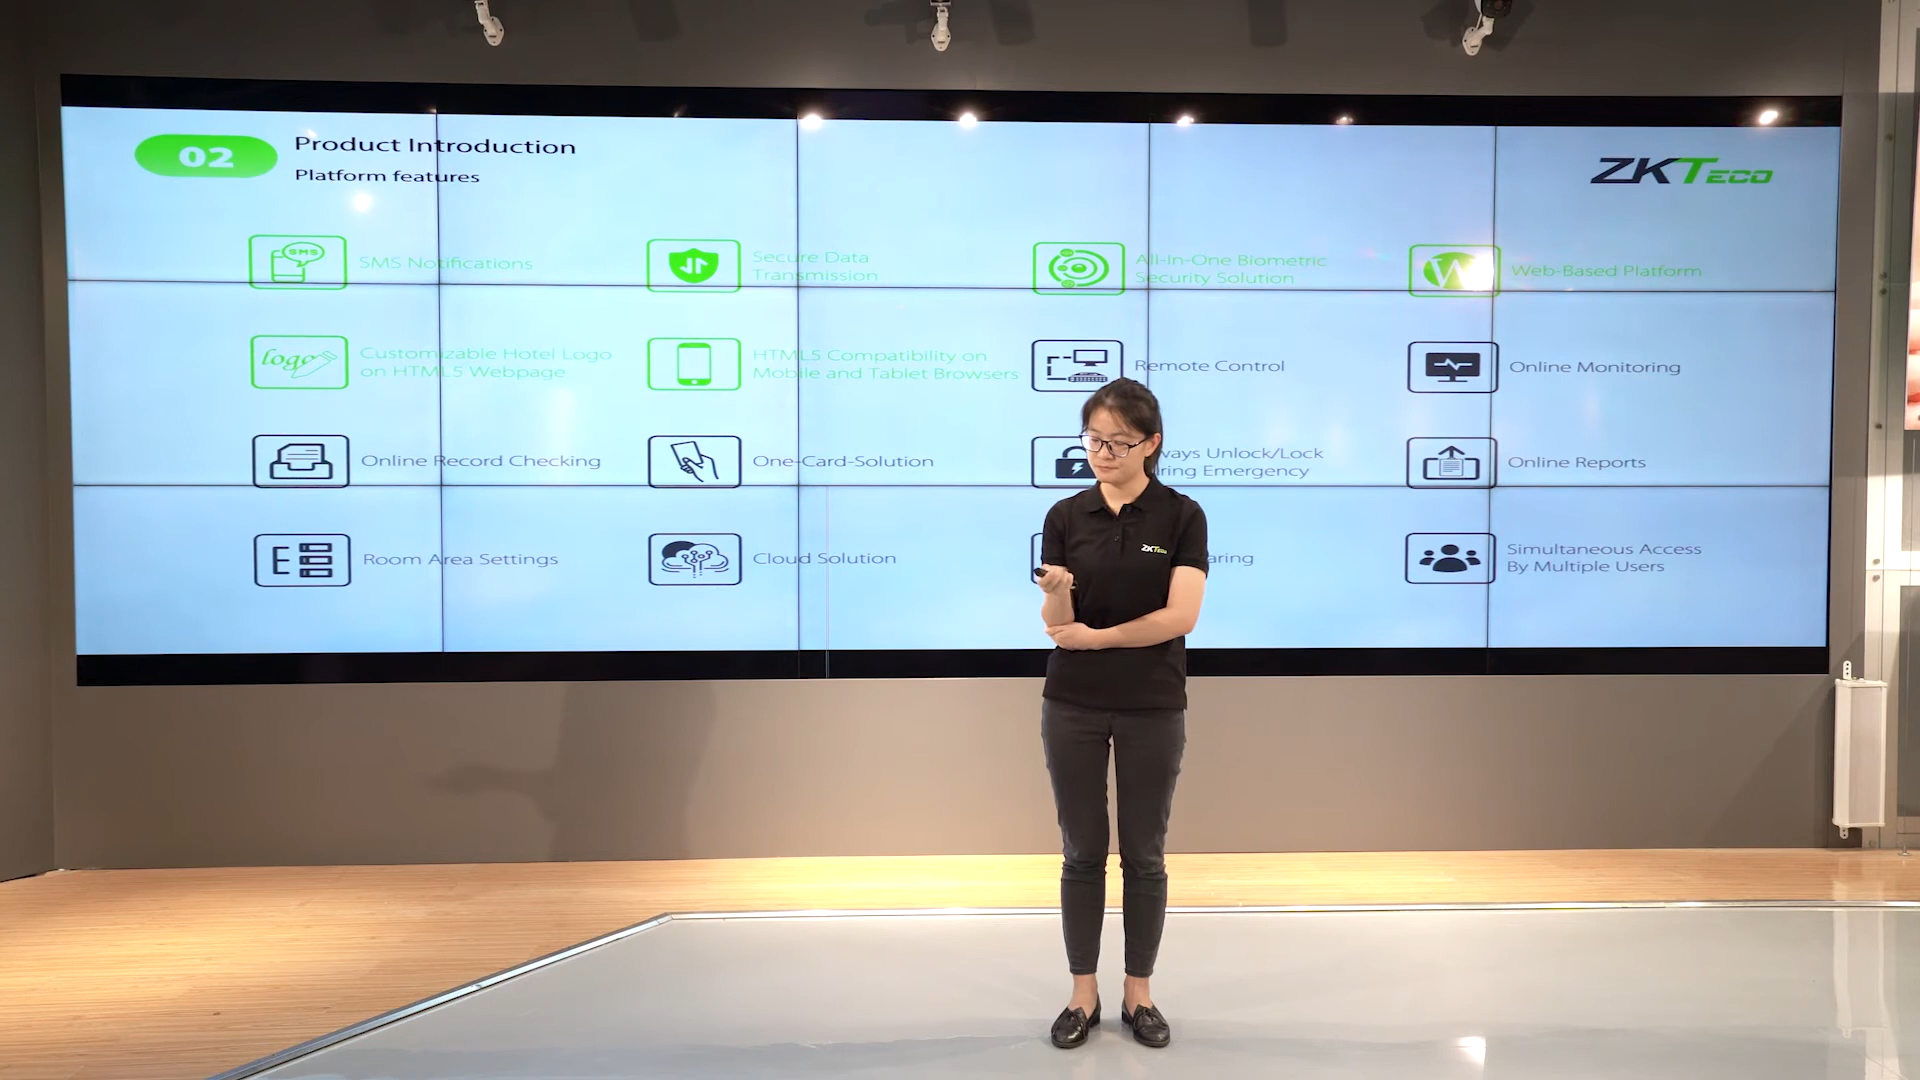 02
Product Introduction
Platform features
ZKTeco
SMS
SMS Notifications
Secure Data
Transmission
All-In-One Biometric
Security Solution
W
Web-Based Platform
logo
Customizable Hotel Logo
on HTML5 Webpage
HTML5 Compatibility on
Mobile and Tablet Browsers
Remote Control
Online Monitoring
Online Record Checking
One-Card-Solution
ways Unlock/Lock
ring Emergency
Online Reports
E
Room Area Settings
Cloud Solution
aring
Simultaneous Access
By Multiple Users
ZKTeco